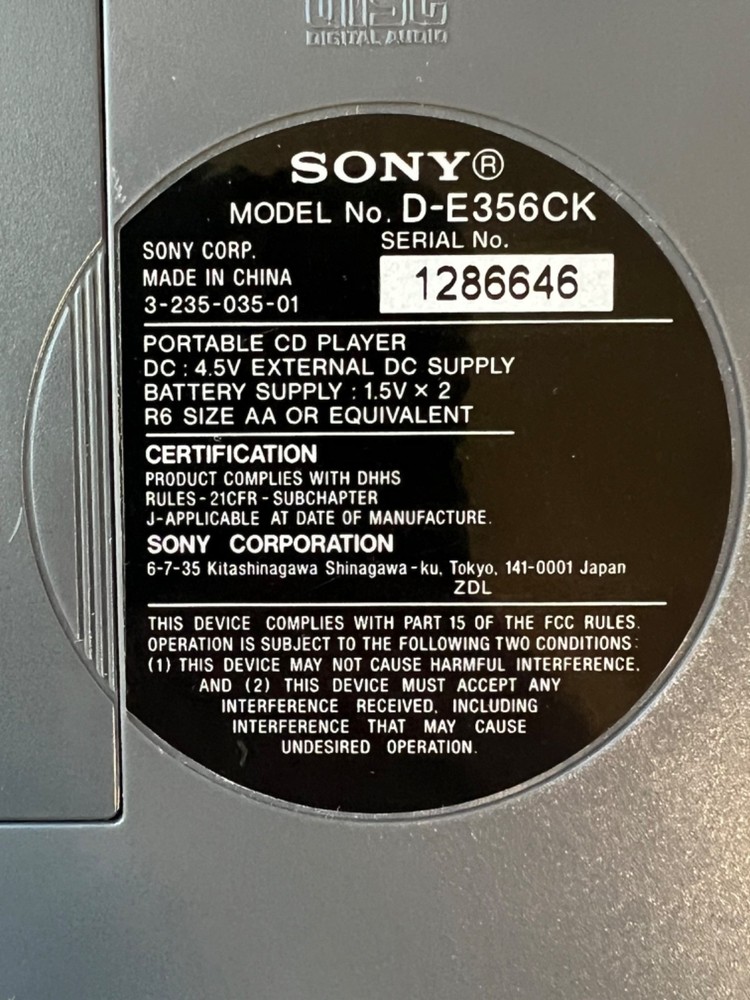 DISC
DIGITAL AUDIO
SONY®
MODEL No. D-E356CK
SONY CORP.
MADE IN CHINA
3-235-035-01
SERIAL No.
1286646
PORTABLE CD PLAYER
DC : 4.5V EXTERNAL DC SUPPLY
BATTERY SUPPLY : 1.5V × 2
R6 SIZE AA OR EQUIVALENT
CERTIFICATION
PRODUCT COMPLIES WITH DHHS
RULES-21CFR-SUBCHAPTER
J-APPLICABLE AT DATE OF MANUFACTURE.
SONY CORPORATION
6-7-35 Kitashinagawa Shinagawa-ku, Tokyo, 141-0001 Japan
ZDL
THIS DEVICE COMPLIES WITH PART 15 OF THE FCC RULES.
OPERATION IS SUBJECT TO THE FOLLOWING TWO CONDITIONS:
(1) THIS DEVICE MAY NOT CAUSE HARMFUL INTERFERENCE.
AND (2) THIS DEVICE MUST ACCEPT ANY
INTERFERENCE RECEIVED, INCLUDING
INTERFERENCE THAT MAY CAUSE
UNDESIRED OPERATION.